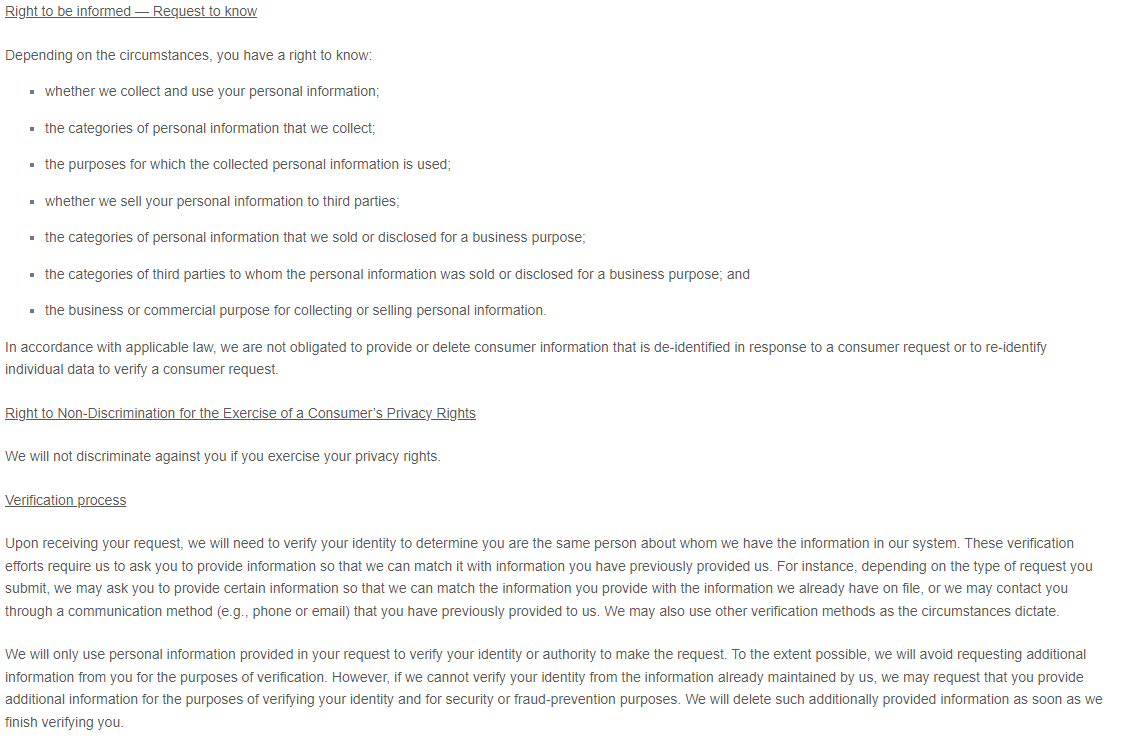 Right to be informed — Request to know
Depending on the circumstances, you have a right to know:
▪ whether we collect and use your personal information;
▪ the categories of personal information that we collect;
▪ the purposes for which the collected personal information is used;
▪ whether we sell your personal information to third parties;
▪ the categories of personal information that we sold or disclosed for a business purpose;
▪ the categories of third parties to whom the personal information was sold or disclosed for a business purpose; and
▪ the business or commercial purpose for collecting or selling personal information.
In accordance with applicable law, we are not obligated to provide or delete consumer information that is de-identified in response to a consumer request or to re-identify
individual data to verify a consumer request.
Right to Non-Discrimination for the Exercise of a Consumer’s Privacy Rights
We will not discriminate against you if you exercise your privacy rights.
Verification process
Upon receiving your request, we will need to verify your identity to determine you are the same person about whom we have the information in our system. These verification
efforts require us to ask you to provide information so that we can match it with information you have previously provided us. For instance, depending on the type of request you
submit, we may ask you to provide certain information so that we can match the information you provide with the information we already have on file, or we may contact you
through a communication method (e.g., phone or email) that you have previously provided to us. We may also use other verification methods as the circumstances dictate.
We will only use personal information provided in your request to verify your identity or authority to make the request. To the extent possible, we will avoid requesting additional
information from you for the purposes of verification. However, if we cannot verify your identity from the information already maintained by us, we may request that you provide
additional information for the purposes of verifying your identity and for security or fraud-prevention purposes. We will delete such additionally provided information as soon as we
finish verifying you.